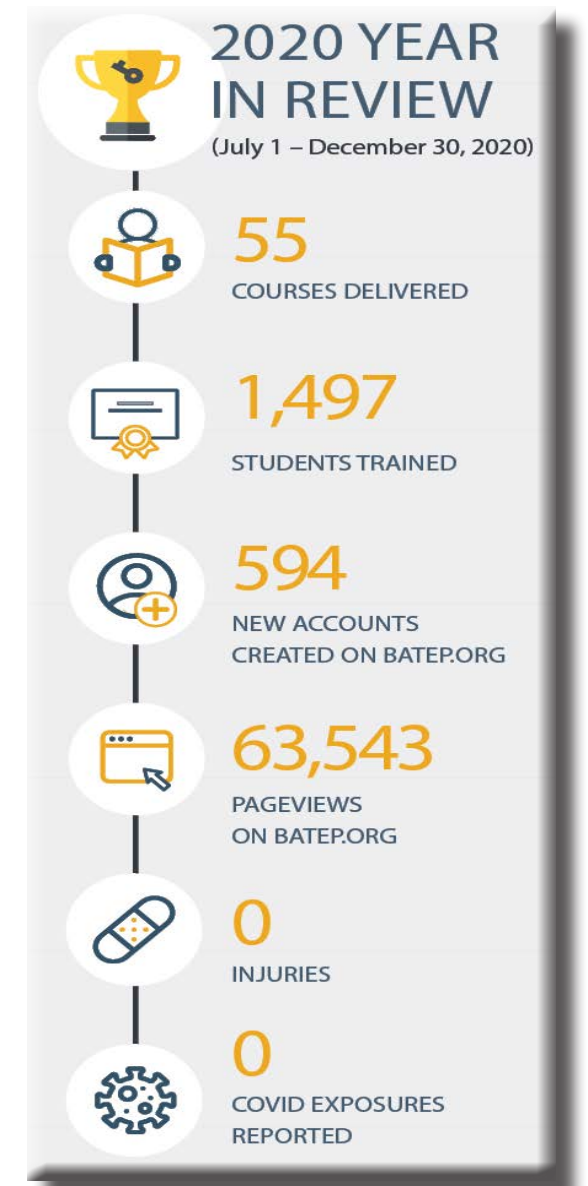 2020 YEAR
IN REVIEW
(July 1 – December 30, 2020)
55
COURSES DELIVERED
1,497
STUDENTS TRAINED
594
NEW ACCOUNTS
CREATED ON BATEP.ORG
63,543
PAGEVIEWS
ON BATEP.ORG
0
INJURIES
0
COVID EXPOSURES
REPORTED